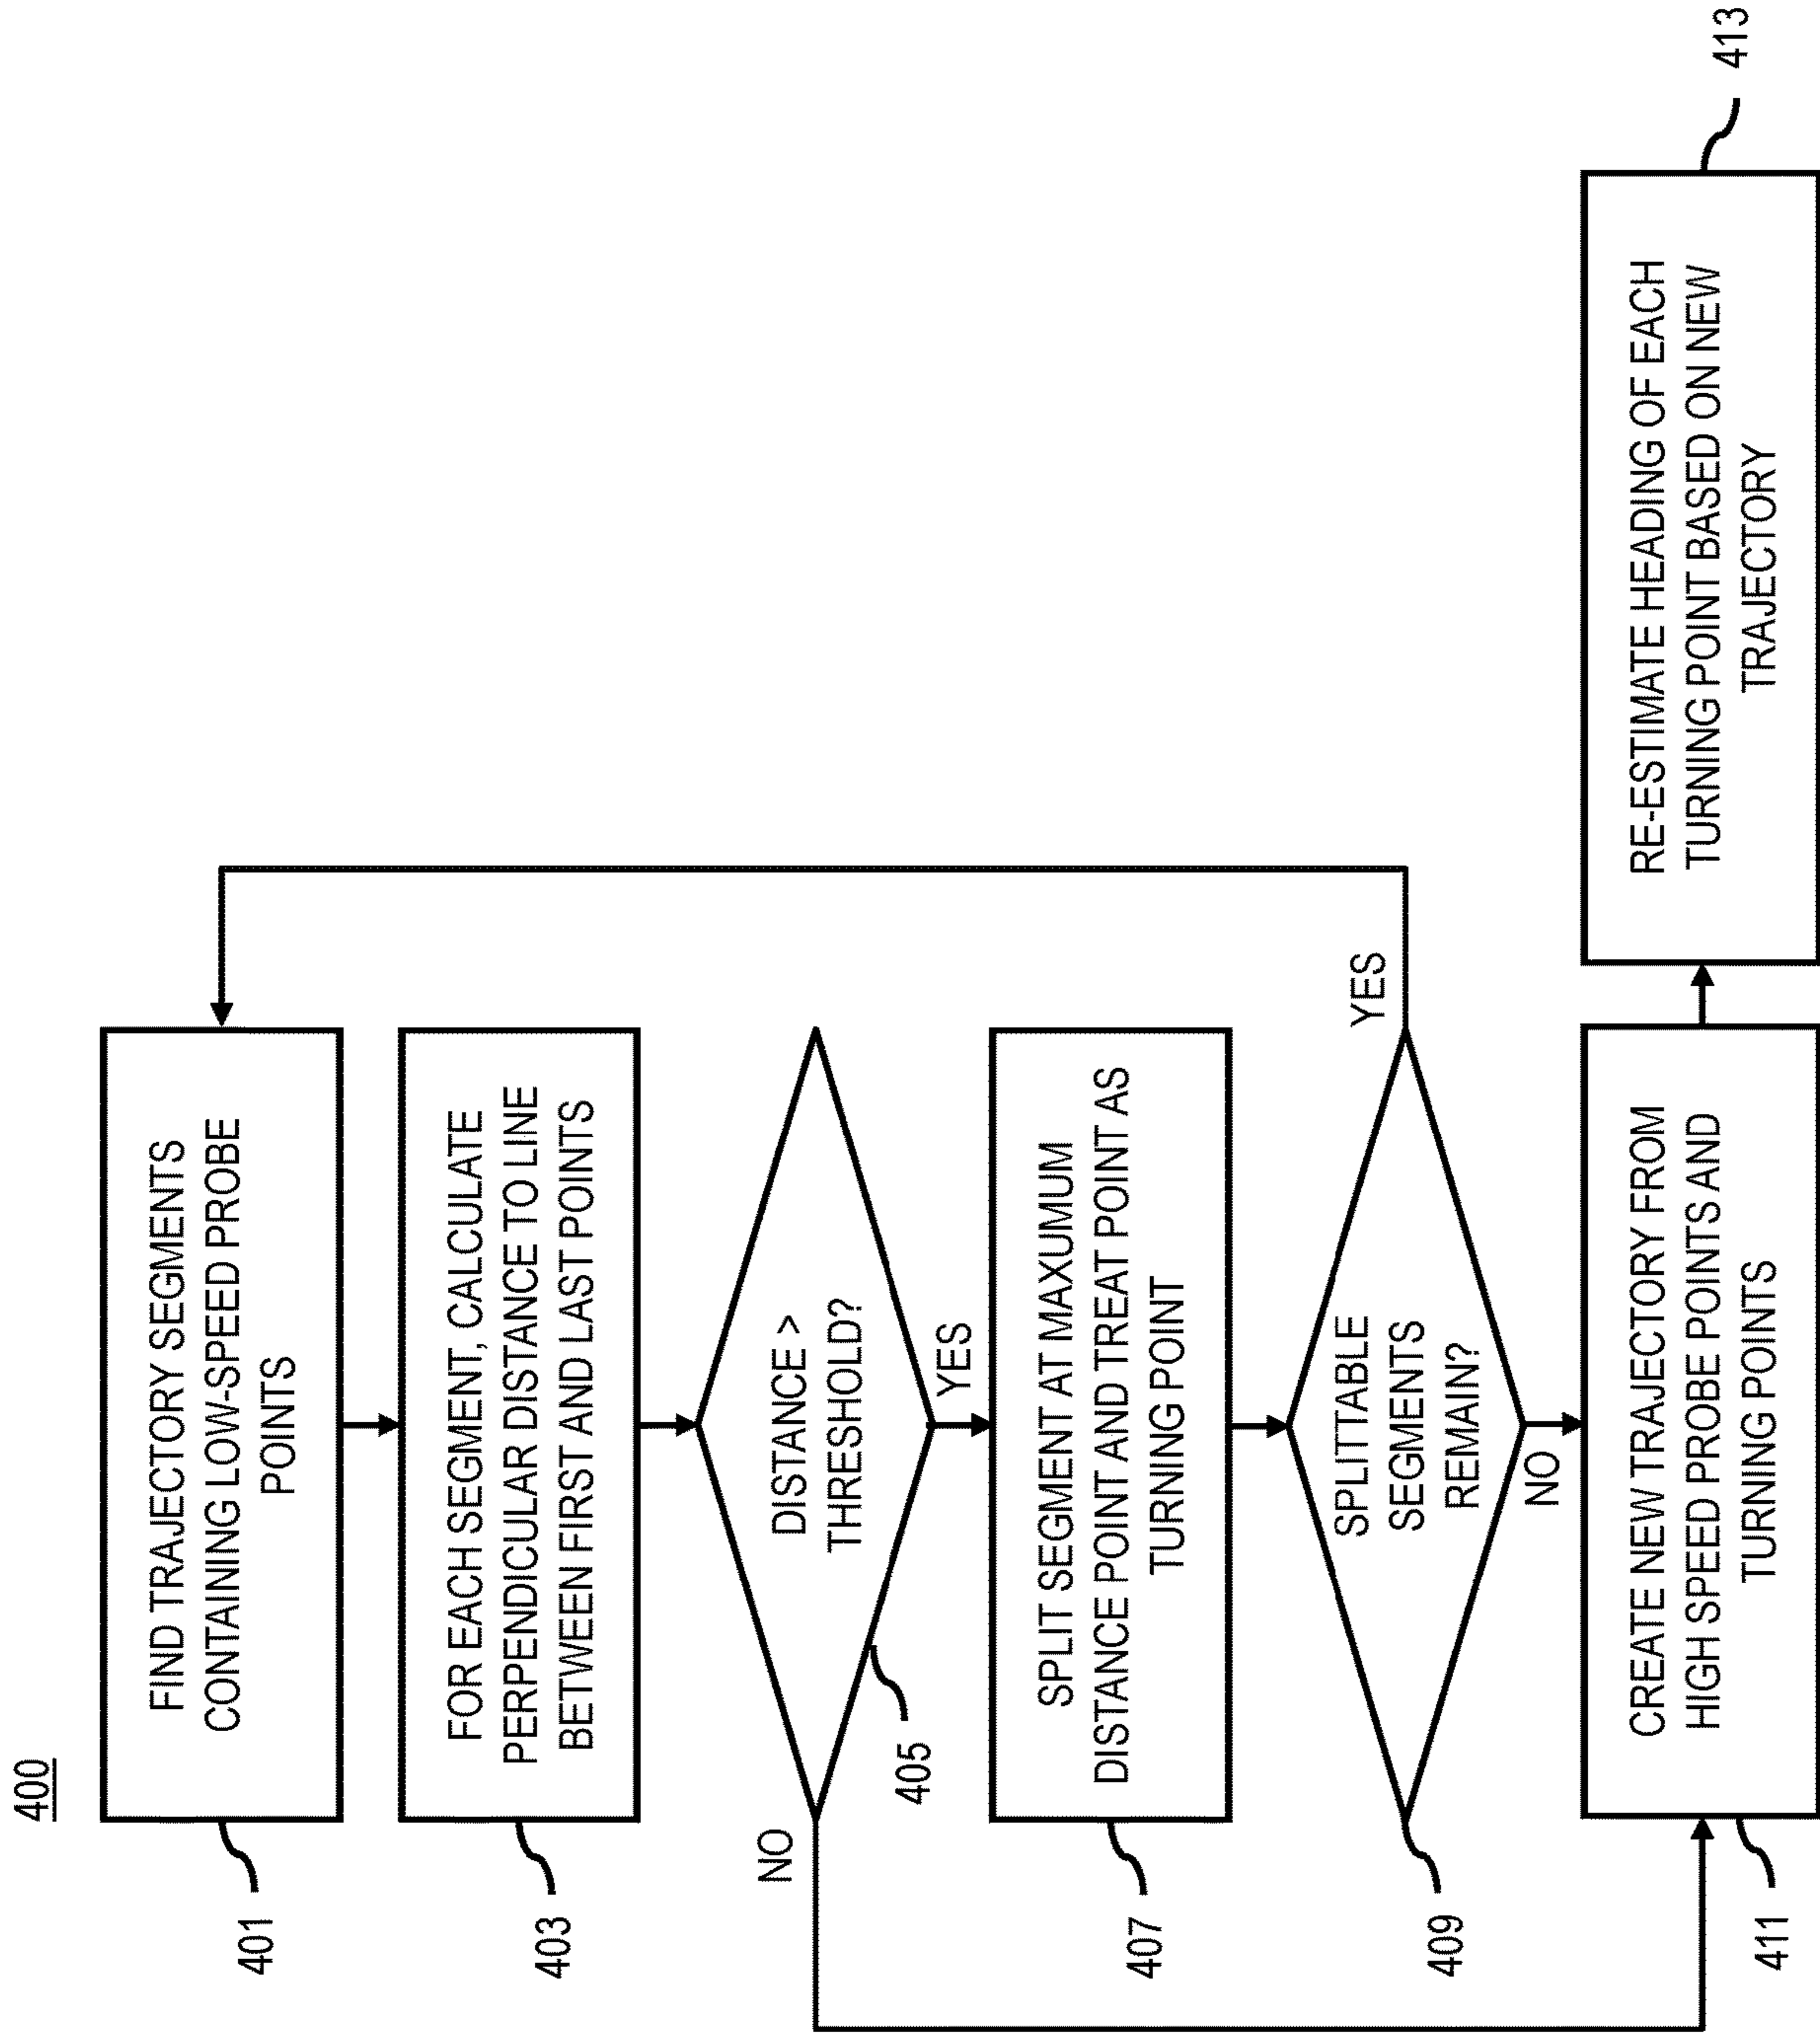 400
FIND TRAJECTORY SEGMENTS
CONTAINING LOW-SPEED PROBE
POINTS
401
FOR EACH SEGMENT, CALCULATE
PERPENDICULAR DISTANCE TO LINE
BETWEEN FIRST AND LAST POINTS
403
DISTANCE >
THRESHOLD?
405
NO
YES
SPLIT SEGMENT AT MAXUMUM
DISTANCE POINT AND TREAT POINT AS
TURNING POINT
407
SPLITTABLE
SEGMENTS
REMAIN?
409
YES
NO
CREATE NEW TRAJECTORY FROM
HIGH SPEED PROBE POINTS AND
TURNING POINTS
411
RE-ESTIMATE HEADING OF EACH
TURNING POINT BASED ON NEW
TRAJECTORY
413